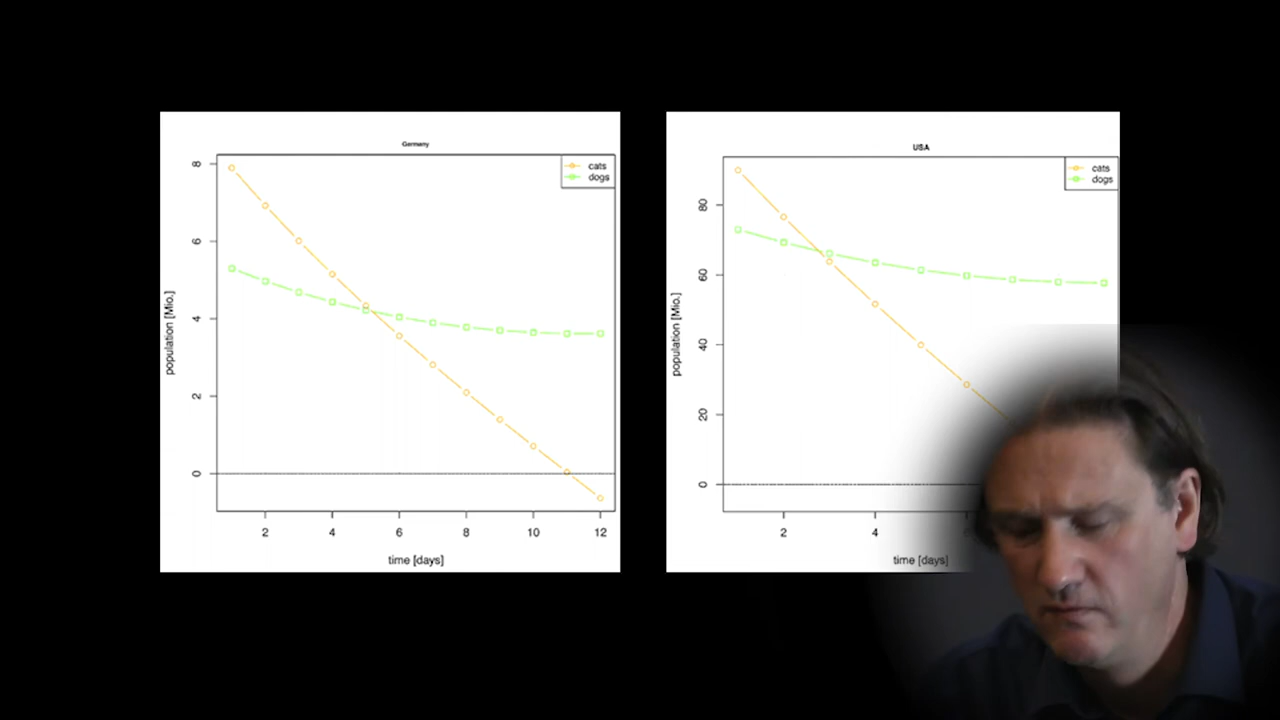 Germany
cats
dogs
8
6
4
2
0
population [Mio.]
2 4 6 8 10 12
time [days]
USA
cats
dogs
80
60
40
20
0
population [Mio.]
2 4
time [days]